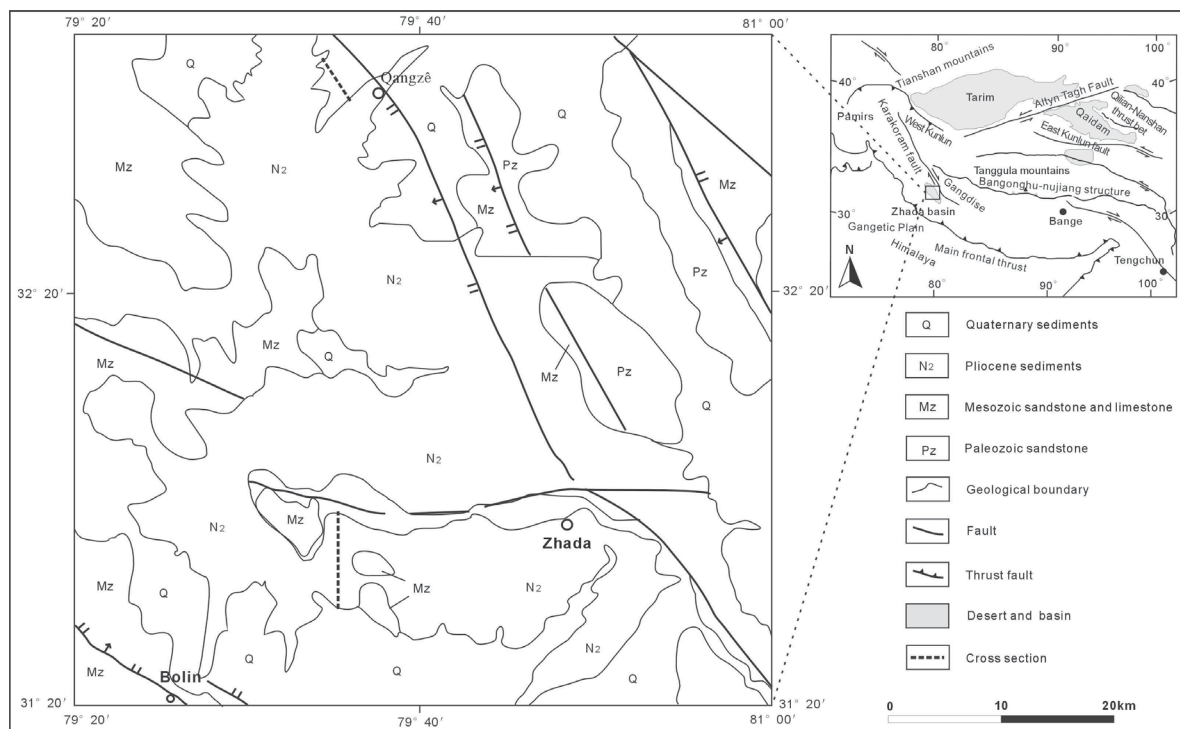 79° 20′
79° 40′
81° 00′
Q
Qangzê
Q
Q
Mz
N2
Pz
Mz
Mz
N2
Pz
32° 20′
32° 20′
Mz
Mz
Q
Mz
Pz
Q
N2
N2
Mz
Zhada
Mz
Q
Mz
N2
N2
Q
Mz
Bolin
Q
Q
31° 20′
31° 20′
79° 20′
79° 40′
81° 00′
80°
90°
100°
40°
40°
Tianshan mountains
Tarim
Altyn Tagh Fault
Pamirs
Karakoram fault
West Kunlun
Qaidam
Qilian-Nanshan
thrust bet
East Kunlun fault
Tanggula mountains
Bangonghu-nujiang structure
Gangdise
Zhada basin
30°
30°
Bange
Gangetic Plain
Himalaya
Main frontal thrust
Tengchun
N
80°
90°
100°
Q Quaternary sediments
N2 Pliocene sediments
Mz Mesozoic sandstone and limestone
Pz Paleozoic sandstone
Geological boundary
Fault
Thrust fault
Desert and basin
Cross section
0 10 20km